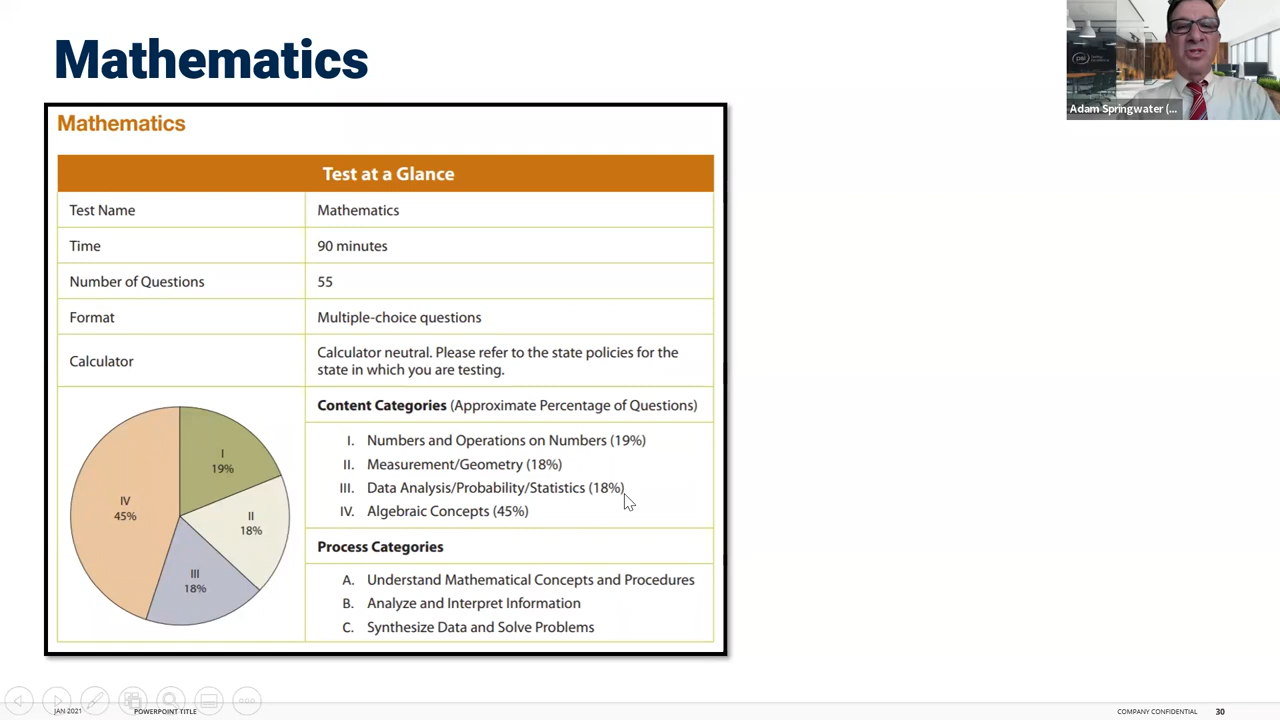 Mathematics
Mathematics
Test at a Glance
Test Name
Mathematics
Time
90 minutes
Number of Questions
55
Format
Multiple-choice questions
Calculator
Calculator neutral. Please refer to the state policies for the
state in which you are testing.
Content Categories (Approximate Percentage of Questions)
I. Numbers and Operations on Numbers (19%)
II. Measurement/Geometry (18%)
III. Data Analysis/Probability/Statistics (18%)
IV. Algebraic Concepts (45%)
Process Categories
A. Understand Mathematical Concepts and Procedures
B. Analyze and Interpret Information
C. Synthesize Data and Solve Problems
I
19%
II
18%
III
18%
IV
45%
psi
Adam Springwater (...
JAN 2021
POWERPOINT TITLE
COMPANY CONFIDENTIAL
30